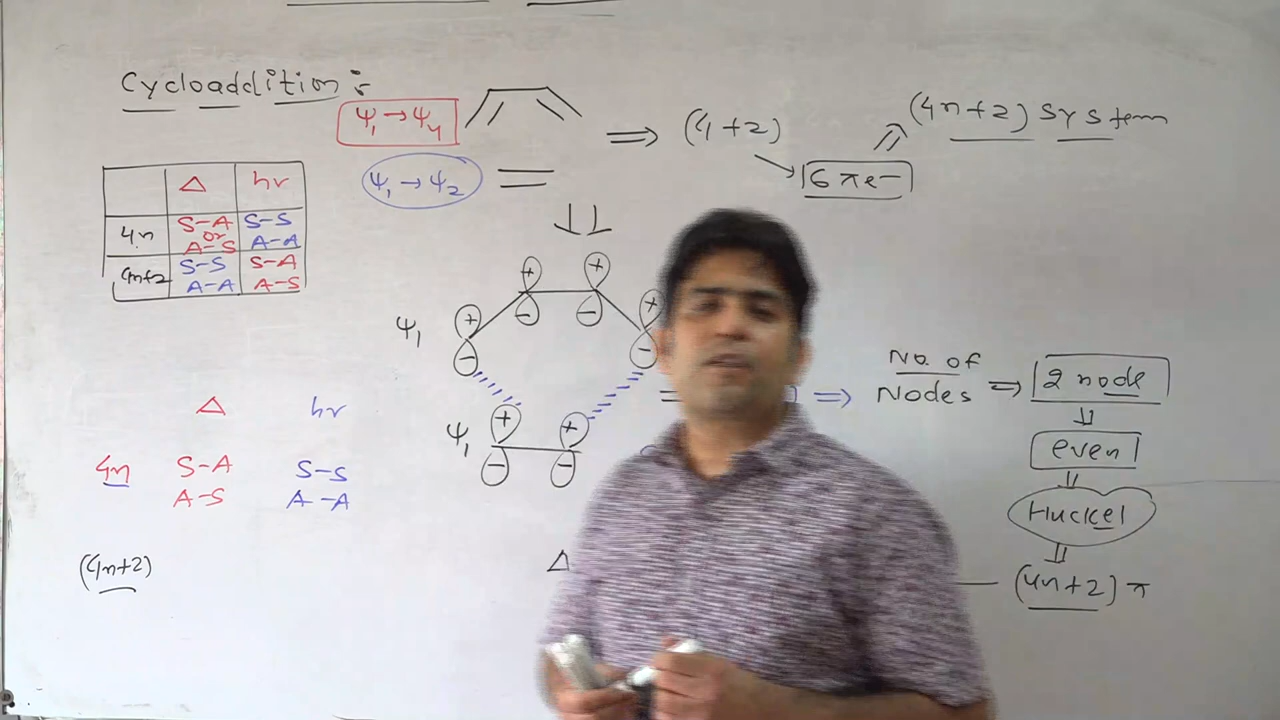 Cycloaddition :-
Ψ₁ → Ψ₄
⇒ (4+2)
6πe-
(4n+2) System
Ψ₁ → Ψ₂
Δ hν
4n S-A or A-S S-S A-A
4n+2 S-S A-A S-A A-S
+ +
- -
Ψ₁ + +
- -
Ψ₁ + +
- -
= ⇒ No. of Nodes ⇒ 2 node
even
Huckel
(4n+2) π
Δ hν
4n S-A S-S
A-S A-A
(4n+2)
Δ